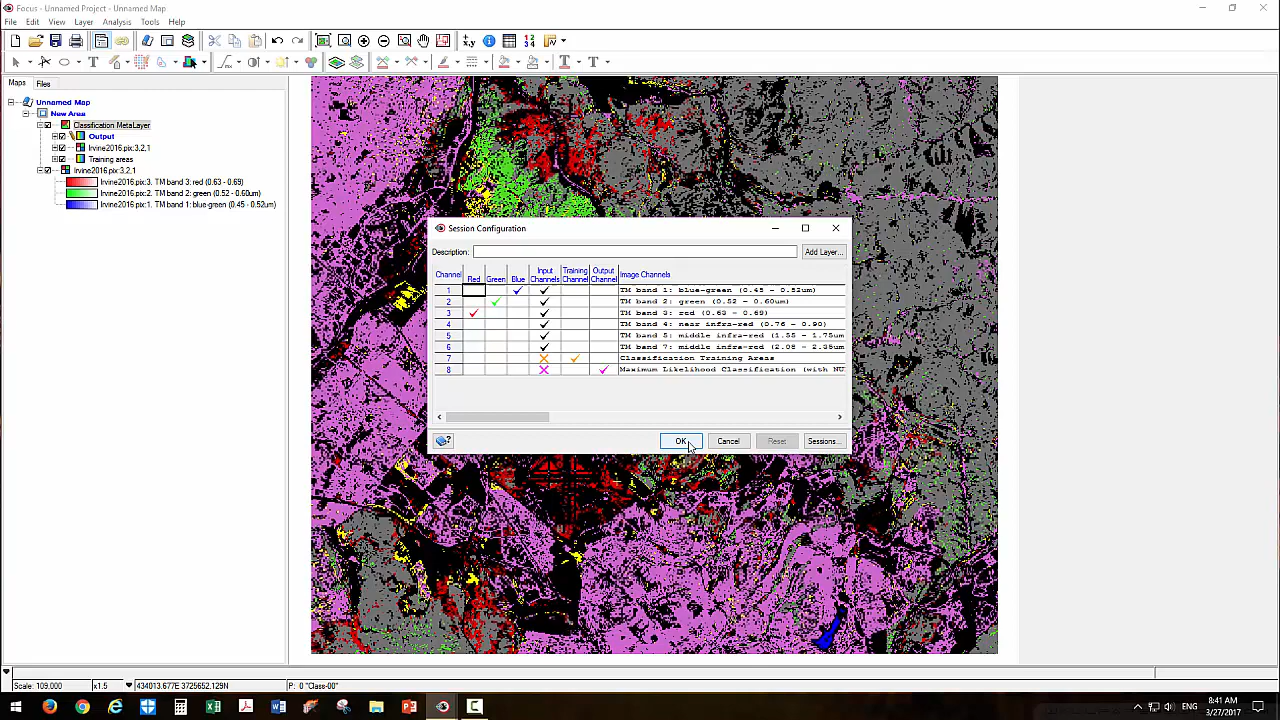 Focus - Unnamed Project - Unnamed Map
File Edit View Layer Analysis Tools Help
Maps Files
Unnamed Map
New Area
Classification MetaLayer
Output
Irvine2016.pix:3,2,1
Training areas
Irvine2016.pix:3,2,1
Irvine2016.pix:3. TM band 3: red (0.63 - 0.69)
Irvine2016.pix:2. TM band 2: green (0.52 - 0.60um)
Irvine2016.pix:1. TM band 1: blue-green (0.45 - 0.52um)
Session Configuration
Description: Add Layer...
Channel Red Green Blue Input Channels Training Channel Output Channel Image Channels
1 TM band 1: blue-green (0.45 - 0.52um)
2 TM band 2: green (0.52 - 0.60um)
3 TM band 3: red (0.63 - 0.69)
4 TM band 4: near infra-red (0.76 - 0.90)
5 TM band 5: middle infra-red (1.55 - 1.75um
6 TM band 7: middle infra-red (2.08 - 2.35um
7 Classification Training Areas
8 Maximum Likelihood Classification (with NU
OK Cancel Reset Sessions...
Scale: 109.000 x1.5 434013.677E 3725652.129N P: 0 "Class-00"
ENG 8:41 AM
3/27/2017